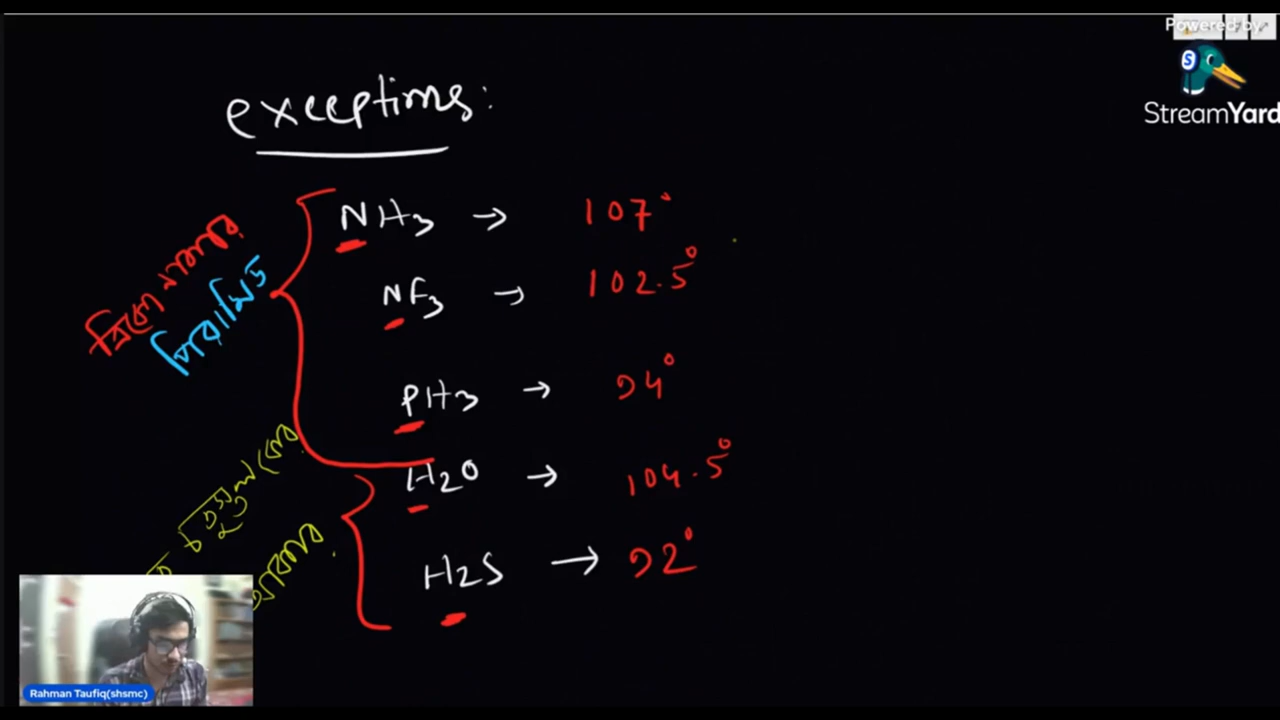 Powered by
StreamYard
exceptions:
NH3 → 107°
NF3 → 102.5°
PH3 → 94°
H2O → 104.5°
H2S → 92°
পিরামিড
Rahman Taufiq(shsmc)